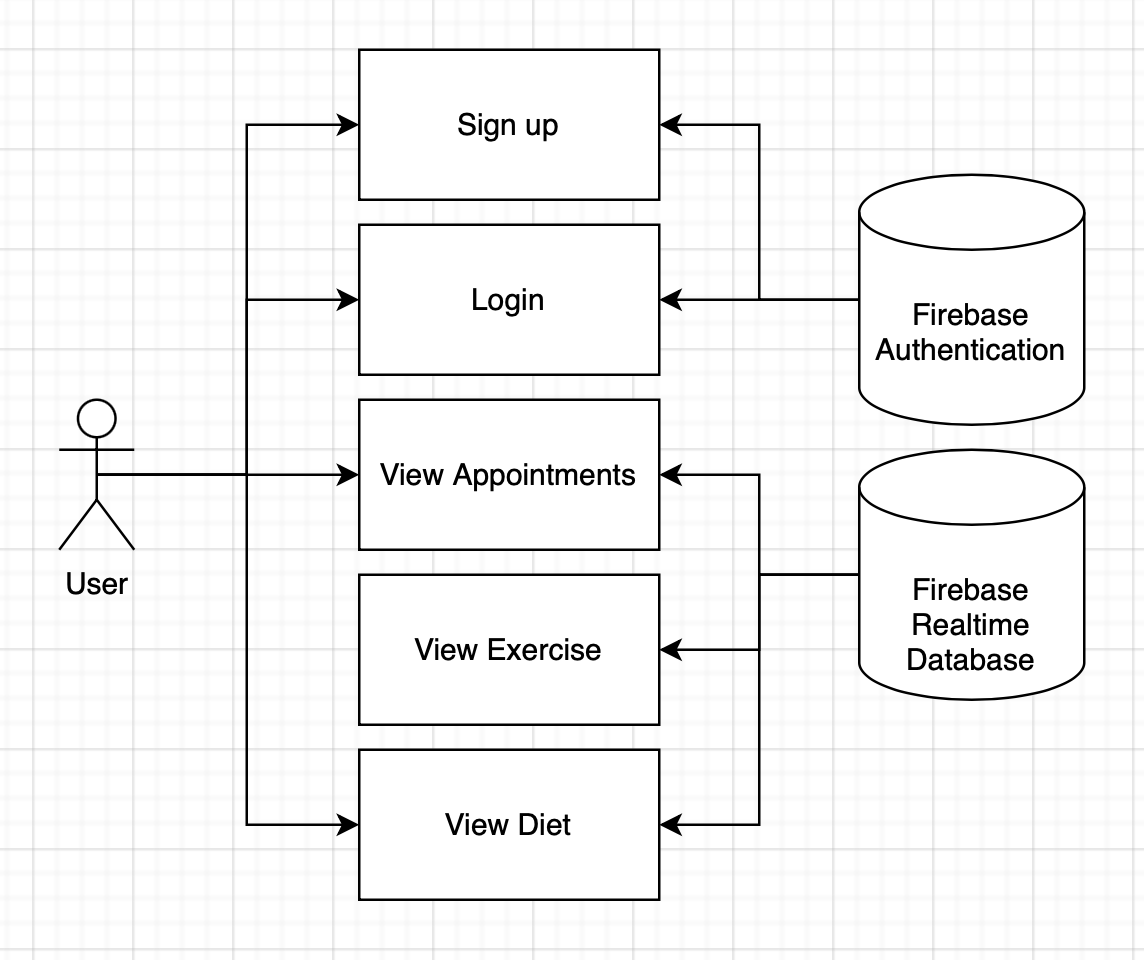 Sign up
Login
Firebase
Authentication
View Appointments
User
View Exercise
Firebase
Realtime
Database
View Diet